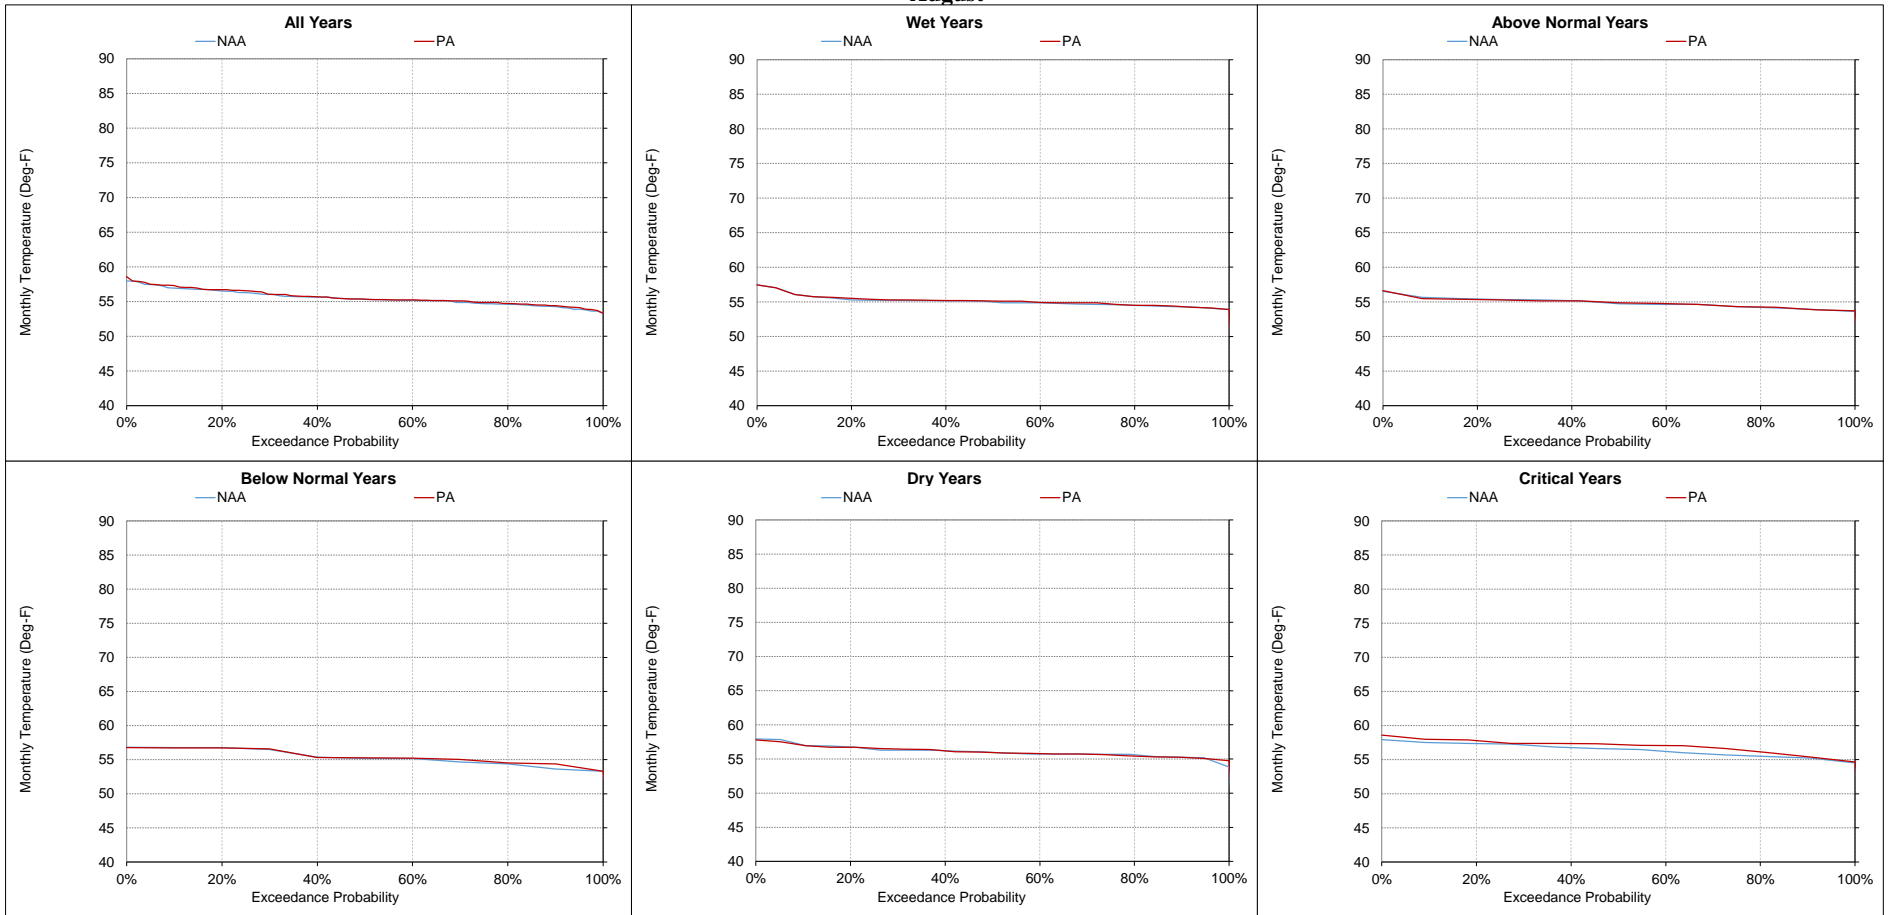 August
All Years
NAA PA
90
85
80
75
70
65
60
55
50
45
40
Monthly Temperature (Deg-F)
0% 20% 40% 60% 80% 100%
Exceedance Probability
Wet Years
NAA PA
90
85
80
75
70
65
60
55
50
45
40
Monthly Temperature (Deg-F)
0% 20% 40% 60% 80% 100%
Exceedance Probability
Above Normal Years
NAA PA
90
85
80
75
70
65
60
55
50
45
40
Monthly Temperature (Deg-F)
0% 20% 40% 60% 80% 100%
Exceedance Probability
Below Normal Years
NAA PA
90
85
80
75
70
65
60
55
50
45
40
Monthly Temperature (Deg-F)
0% 20% 40% 60% 80% 100%
Exceedance Probability
Dry Years
NAA PA
90
85
80
75
70
65
60
55
50
45
40
Monthly Temperature (Deg-F)
0% 20% 40% 60% 80% 100%
Exceedance Probability
Critical Years
NAA PA
90
85
80
75
70
65
60
55
50
45
40
Monthly Temperature (Deg-F)
0% 20% 40% 60% 80% 100%
Exceedance Probability